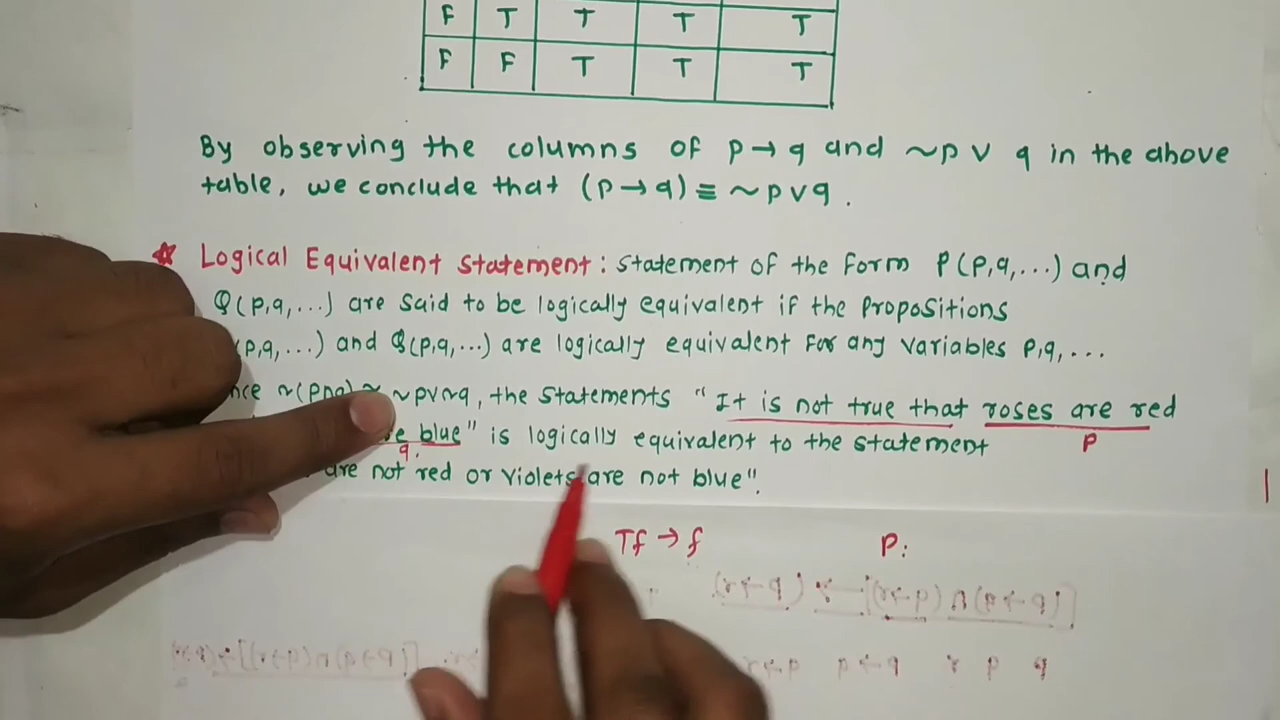 F T T T T
F F T T T
By observing the columns of p → q and ~p ∨ q in the above
table, we conclude that (p → q) ≡ ~p ∨ q .
Logical Equivalent Statement : Statement of the Form P(p,q,...) and
Q(p,q,...) are said to be logically equivalent if the Propositions
(p,q,...) and Q(p,q,...) are logically equivalent for any variables p,q,...
~(p∧q) ≅ ~p∨~q, the statements "It is not true that roses are red
blue" is logically equivalent to the statement
p
q.
are not red or violets are not blue".
Tf → f P: